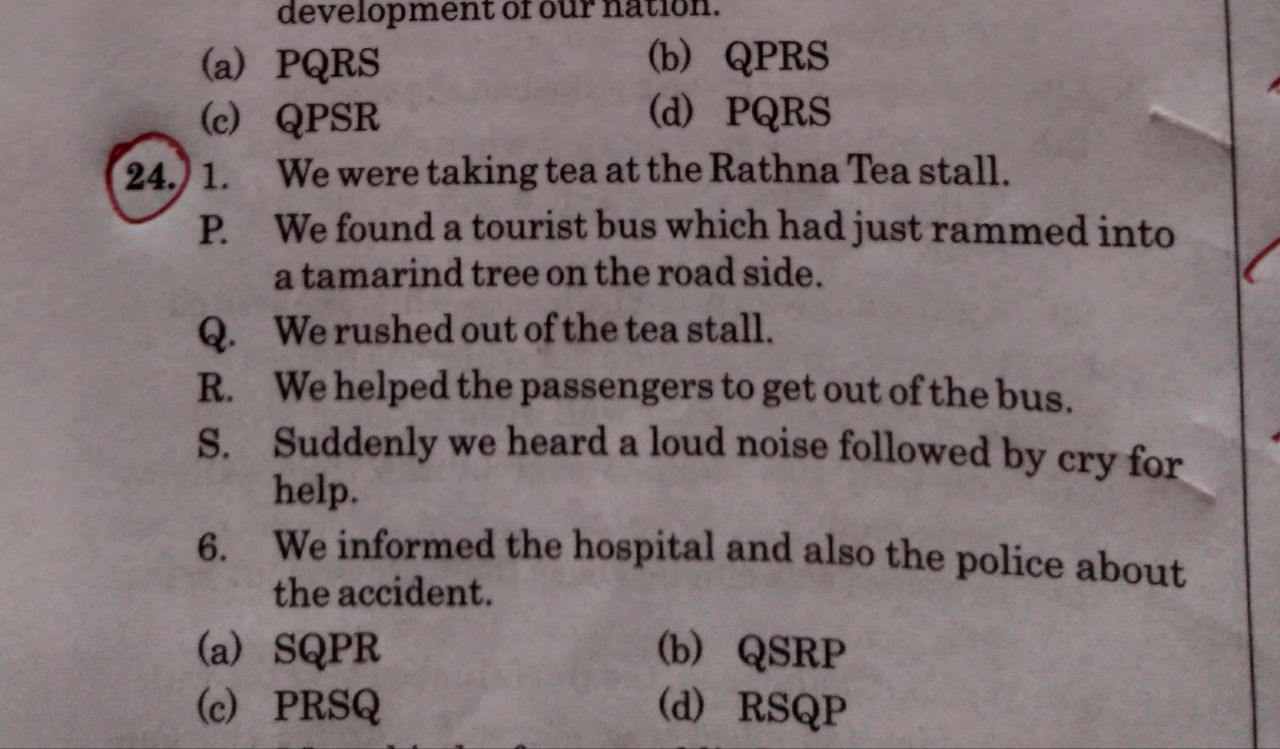 development of our nation.
(a) PQRS (b) QPRS
(c) QPSR (d) PQRS
24. 1. We were taking tea at the Rathna Tea stall.
P. We found a tourist bus which had just rammed into
a tamarind tree on the road side.
Q. We rushed out of the tea stall.
R. We helped the passengers to get out of the bus.
S. Suddenly we heard a loud noise followed by cry for
help.
6. We informed the hospital and also the police about
the accident.
(a) SQPR (b) QSRP
(c) PRSQ (d) RSQP